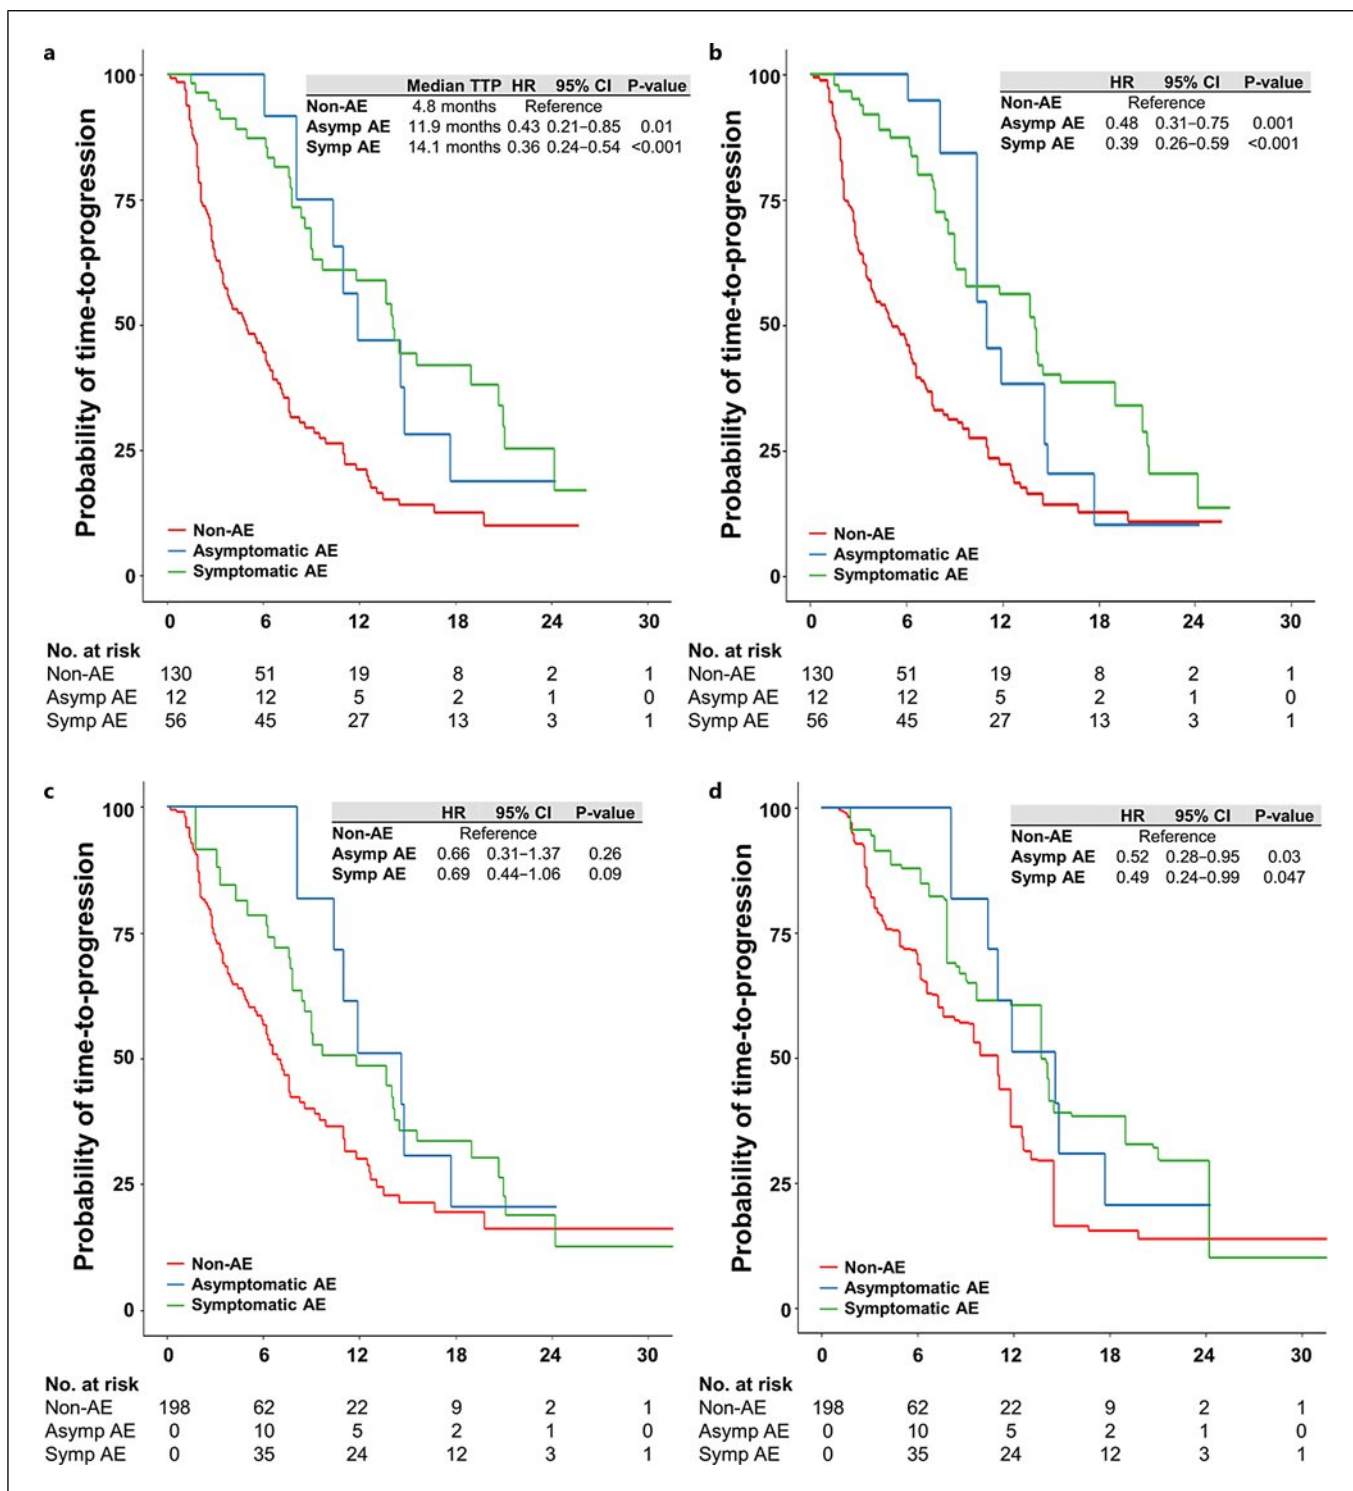 a
Probability of time-to-progression
100
75
50
25
0
Median TTP HR 95% CI P-value
Non-AE 4.8 months Reference
Asymp AE 11.9 months 0.43 0.21–0.85 0.01
Symp AE 14.1 months 0.36 0.24–0.54 <0.001
Non-AE
Asymptomatic AE
Symptomatic AE
0 6 12 18 24 30
No. at risk
Non-AE 130 51 19 8 2 1
Asymp AE 12 12 5 2 1 0
Symp AE 56 45 27 13 3 1
b
Probability of time-to-progression
100
75
50
25
0
HR 95% CI P-value
Non-AE Reference
Asymp AE 0.48 0.31–0.75 0.001
Symp AE 0.39 0.26–0.59 <0.001
Non-AE
Asymptomatic AE
Symptomatic AE
0 6 12 18 24 30
No. at risk
Non-AE 130 51 19 8 2 1
Asymp AE 12 12 5 2 1 0
Symp AE 56 45 27 13 3 1
c
Probability of time-to-progression
100
75
50
25
0
HR 95% CI P-value
Non-AE Reference
Asymp AE 0.66 0.31–1.37 0.26
Symp AE 0.69 0.44–1.06 0.09
Non-AE
Asymptomatic AE
Symptomatic AE
0 6 12 18 24 30
No. at risk
Non-AE 198 62 22 9 2 1
Asymp AE 0 10 5 2 1 0
Symp AE 0 35 24 12 3 1
d
Probability of time-to-progression
100
75
50
25
0
HR 95% CI P-value
Non-AE Reference
Asymp AE 0.52 0.28–0.95 0.03
Symp AE 0.49 0.24–0.99 0.047
Non-AE
Asymptomatic AE
Symptomatic AE
0 6 12 18 24 30
No. at risk
Non-AE 198 62 22 9 2 1
Asymp AE 0 10 5 2 1 0
Symp AE 0 35 24 12 3 1